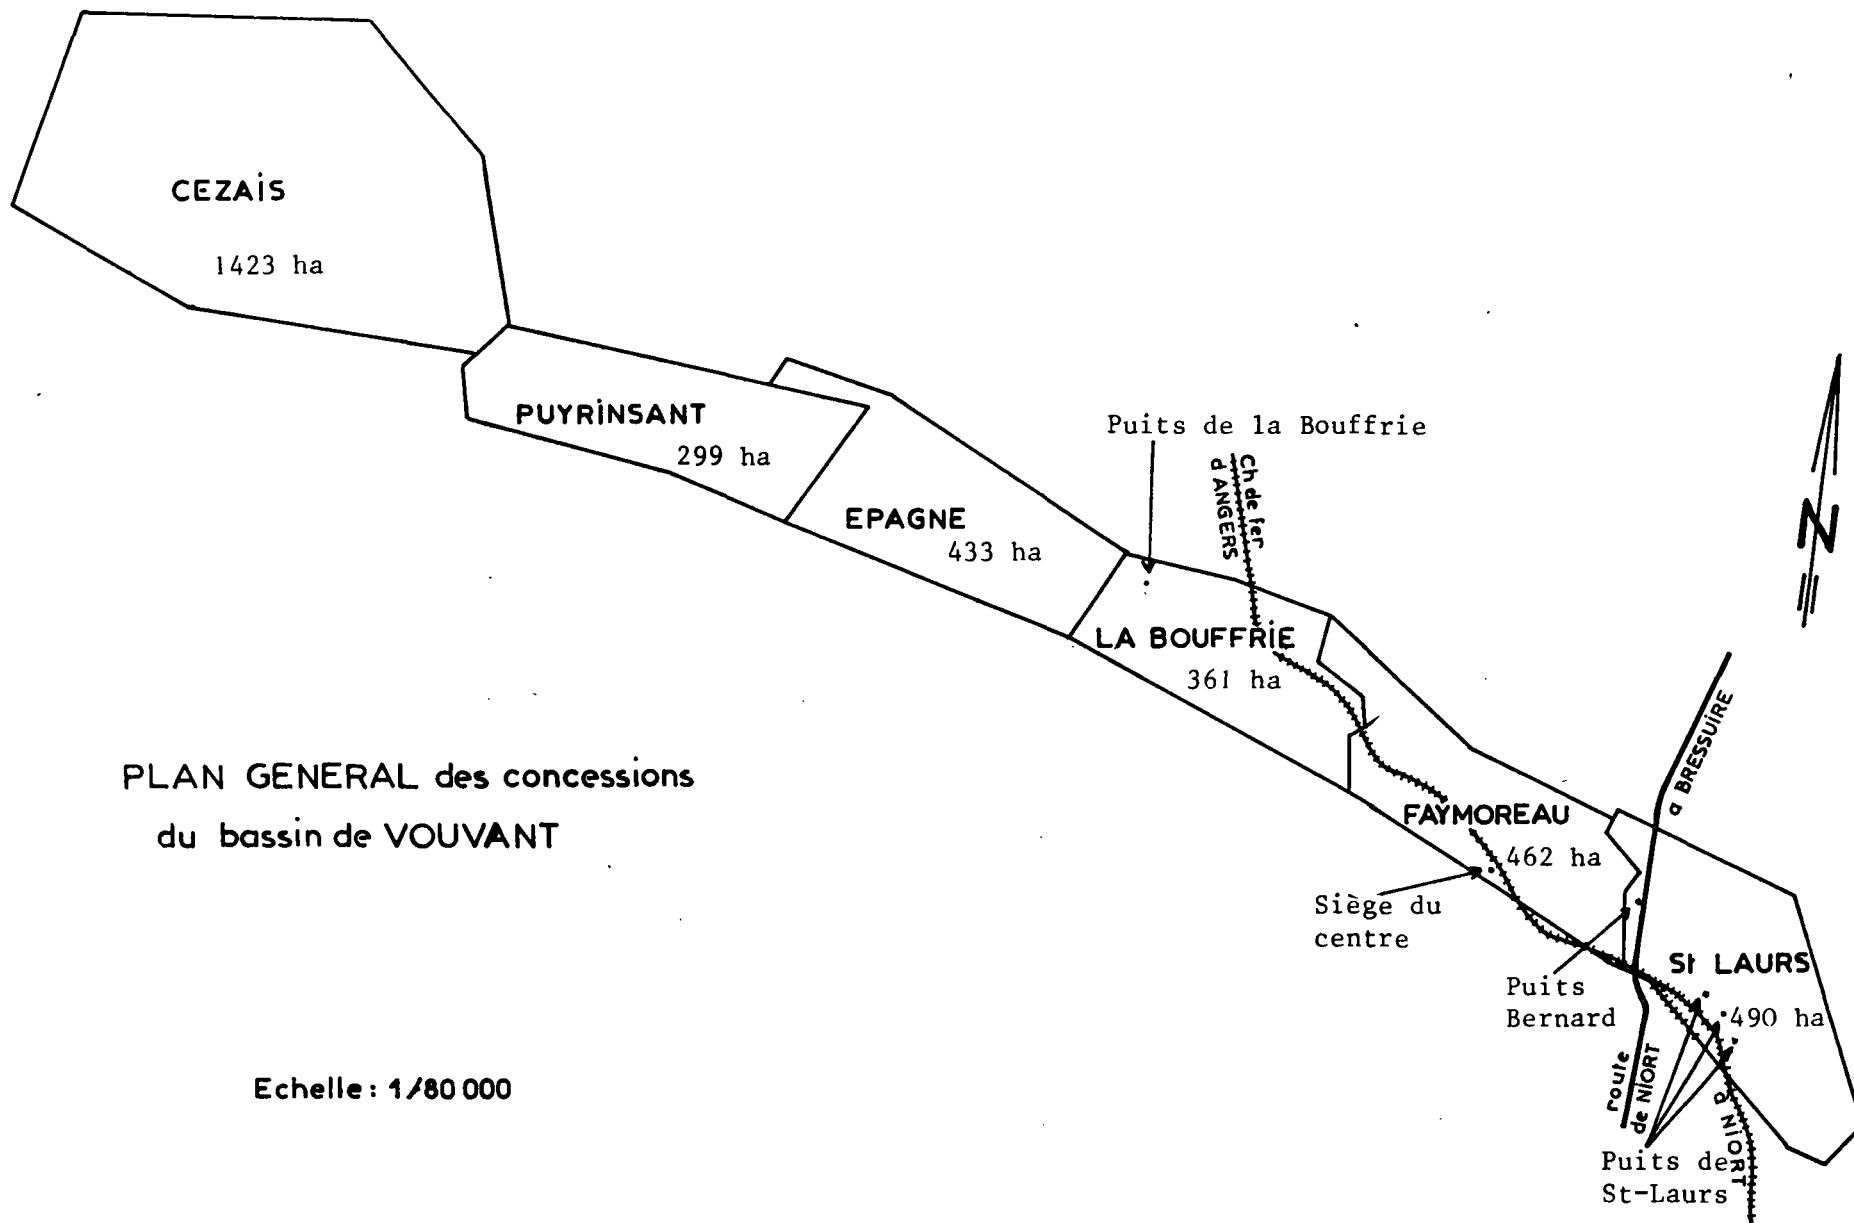 CEZAIS
1423 ha
PUYRINSANT
299 ha
Puits de la Bouffrie
Ch de fer
d'ANGERS
EPAGNE
433 ha
N
LA BOUFFRIE
361 ha
a BRESSUIRE
PLAN GENERAL des concessions
du bassin de VOUVANT
FAYMOREAU
462 ha
Siège du
centre
St LAURS
490 ha
Puits
Bernard
route
de NIORT
a NIORT
Echelle: 1/80 000
Puits de
St-Laurs